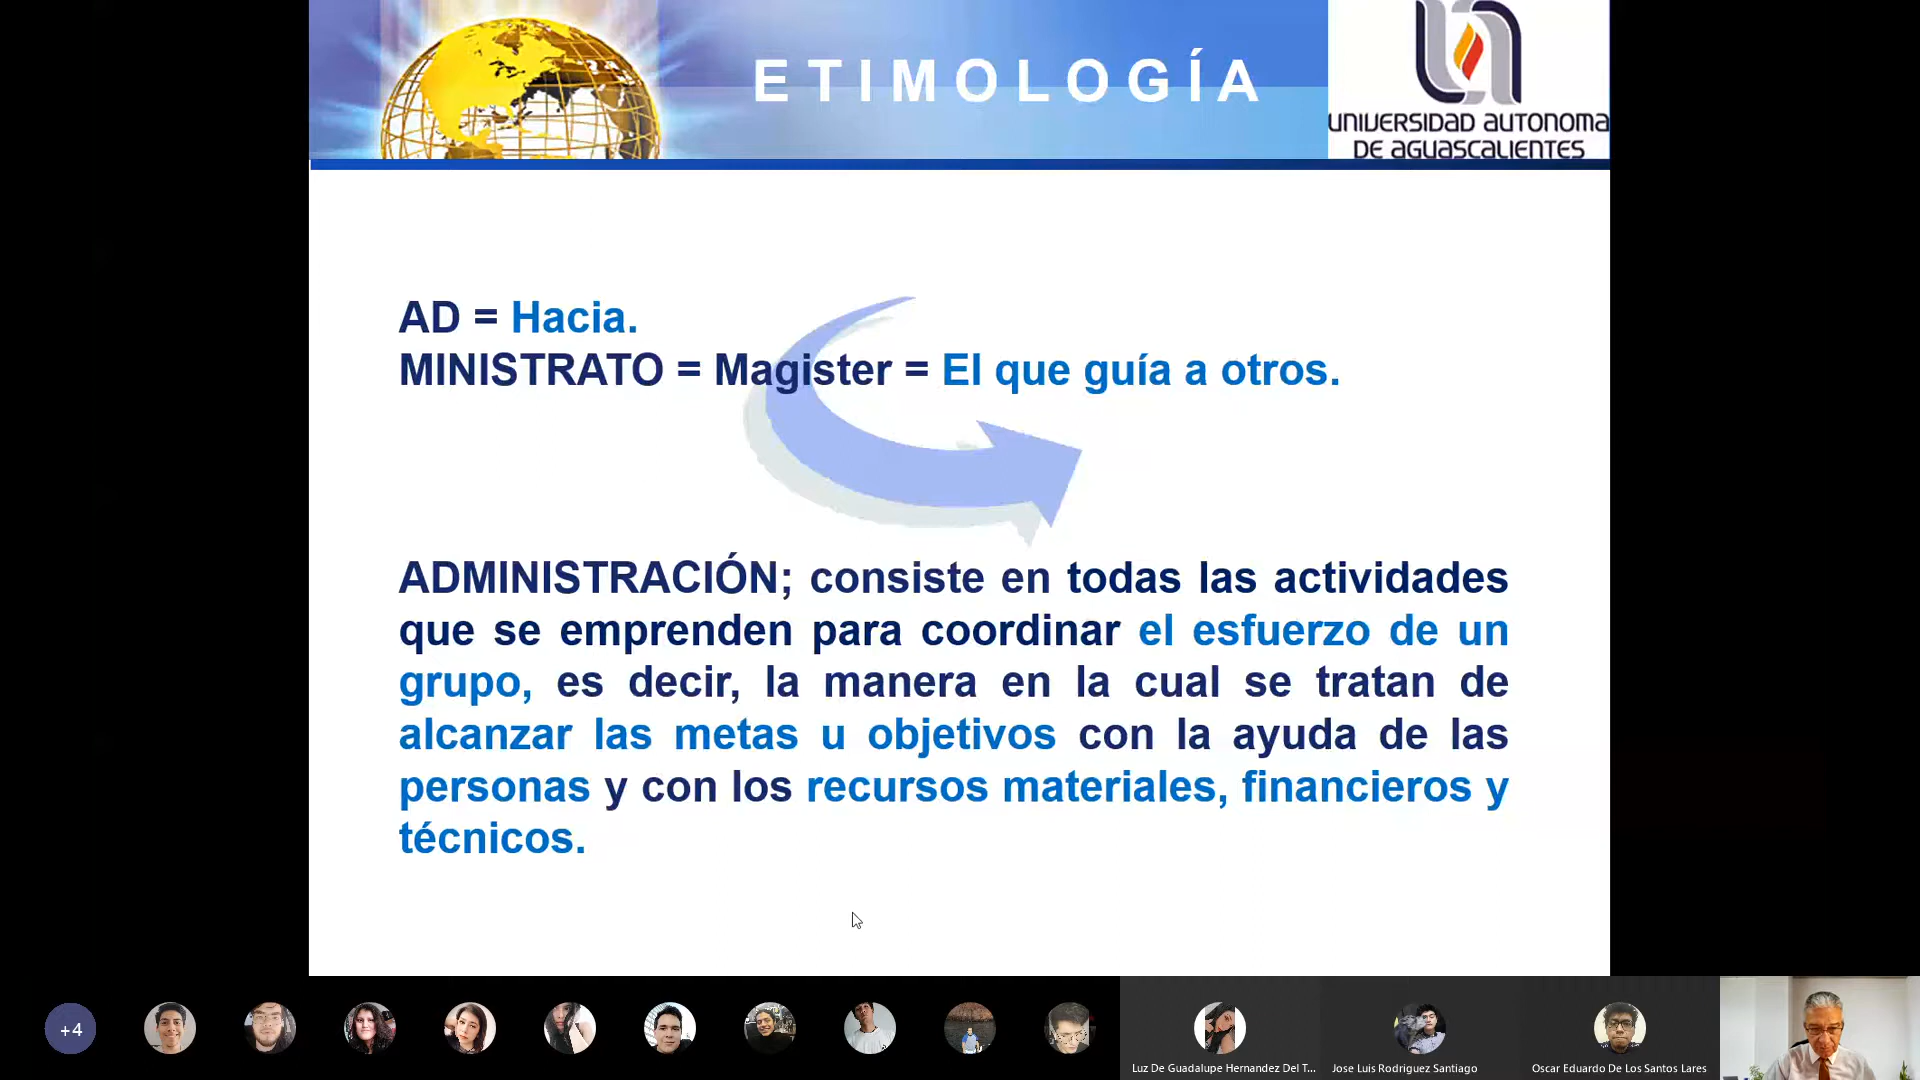 ETIMOLOGÍA
UNIVERSIDAD AUTONOMA
DE AGUASCALIENTES
AD = Hacia.
MINISTRATO = Magister = El que guía a otros.
ADMINISTRACIÓN; consiste en todas las actividades
que se emprenden para coordinar el esfuerzo de un
grupo, es decir, la manera en la cual se tratan de
alcanzar las metas u objetivos con la ayuda de las
personas y con los recursos materiales, financieros y
técnicos.
+4
Luz De Guadalupe Hernandez Del T...
Jose Luis Rodriguez Santiago
Oscar Eduardo De Los Santos Lares